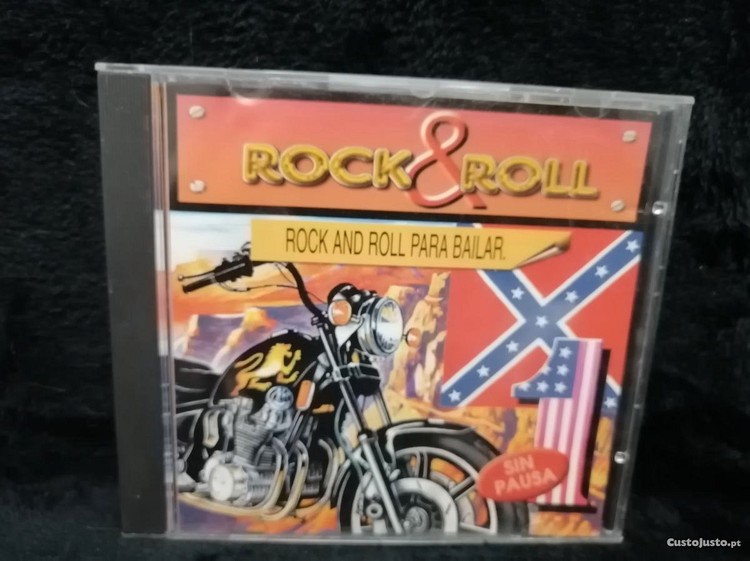 ROCK & ROLL
ROCK AND ROLL PARA BAILAR.
1
SIN
PAUSA
CustoJusto.pt